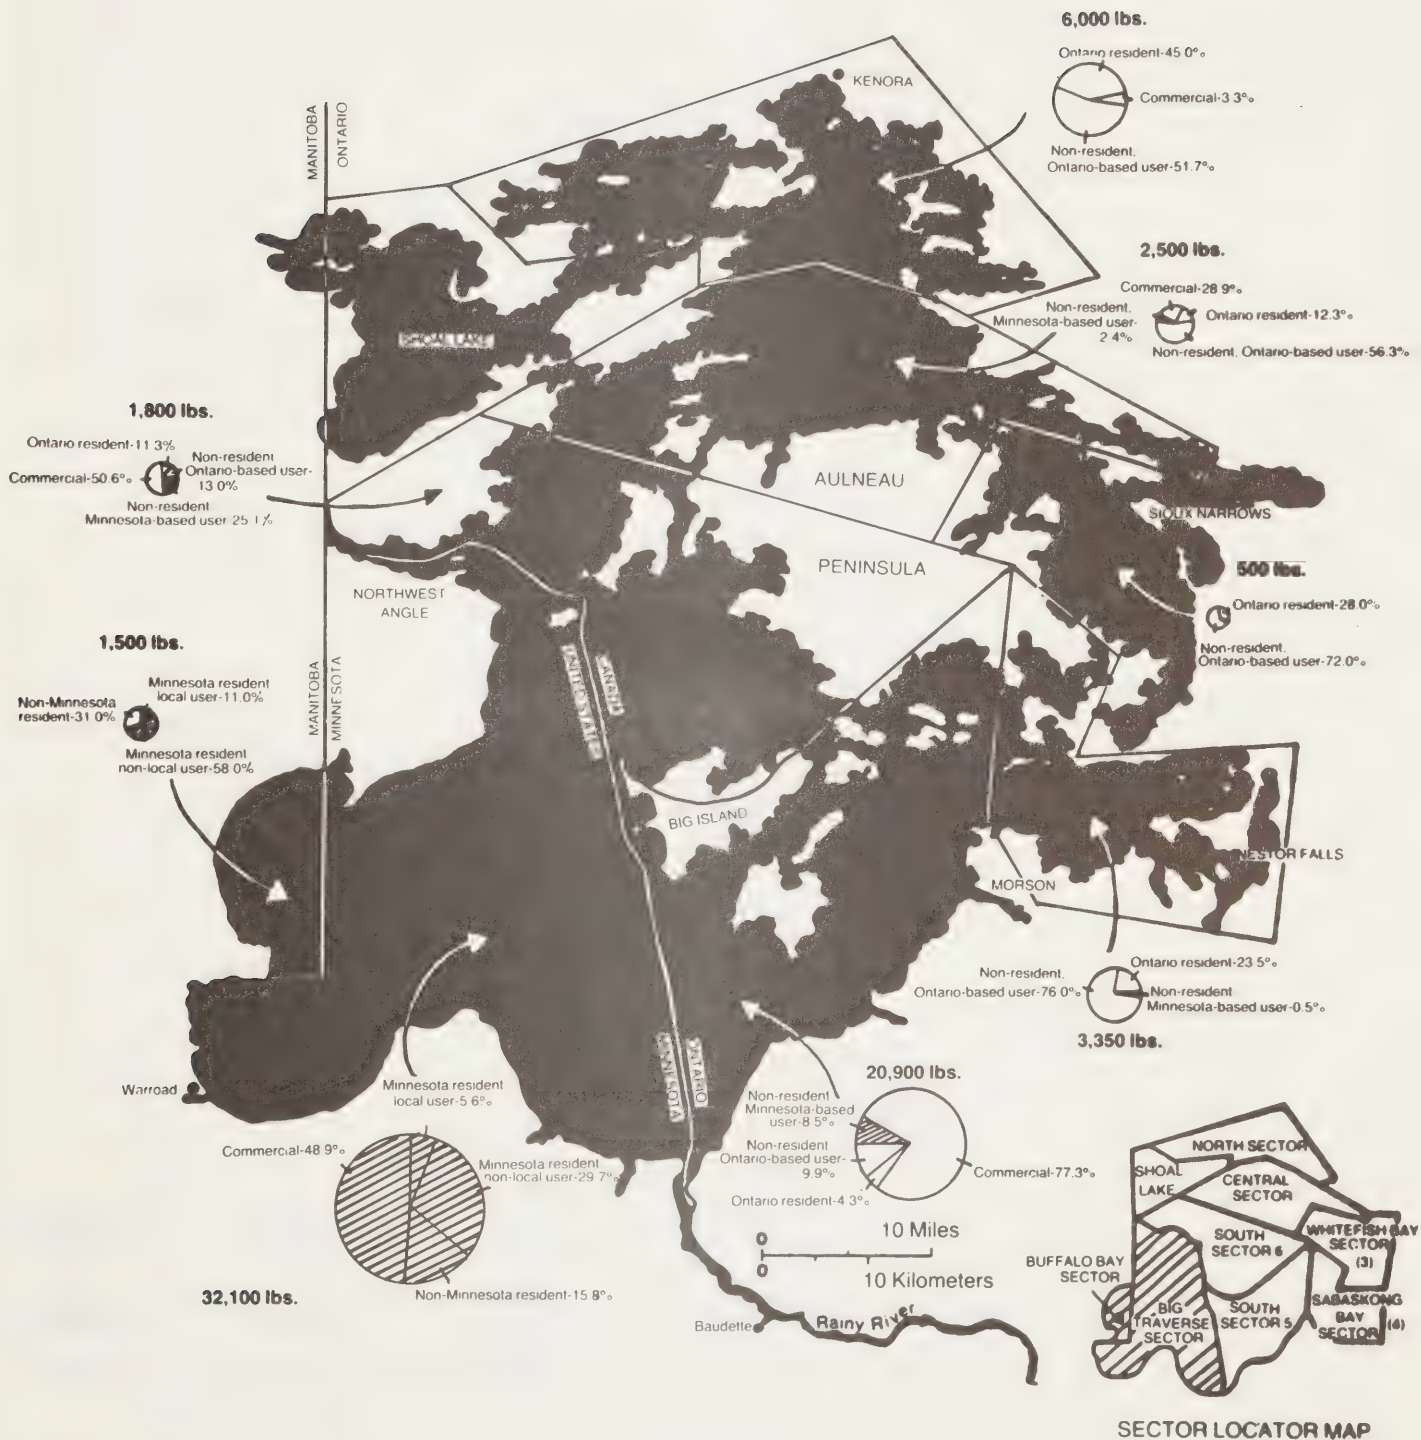 6,000 lbs.
Ontario resident-45.0%
KENORA
Commercial-3.3%
MANITOBA
ONTARIO
Non-resident,
Ontario-based user-51.7%
2,500 lbs.
Commercial-28.9%
Non-resident,
Minnesota-based user-
2.4%
Ontario resident-12.3%
Non-resident, Ontario-based user-56.3%
SHOAL LAKE
1,800 lbs.
Ontario resident-11.3%
Non-resident
Ontario-based user-
13.0%
Commercial-50.6%
Non-resident
Minnesota-based user-25.1%
AULNEAU
SIOUX NARROWS
PENINSULA
500 lbs.
Ontario resident-28.0%
Non-resident,
Ontario-based user-72.0%
NORTHWEST
ANGLE
1,500 lbs.
Minnesota resident
local user-11.0%
Non-Minnesota
resident-31.0%
Minnesota resident
non-local user-58.0%
MANITOBA
MINNESOTA
UNITED STATES
CANADA
BIG ISLAND
NESTOR FALLS
MORSON
Non-resident,
Ontario-based user-76.0%
Ontario resident-23.5%
Non-resident
Minnesota-based user-0.5%
3,350 lbs.
Warroad
MINNESOTA
ONTARIO
Minnesota resident
local user-5.6%
Commercial-48.9%
Minnesota resident
non-local user-29.7%
Non-Minnesota resident-15.8%
32,100 lbs.
20,900 lbs.
Non-resident
Minnesota-based
user-8.5%
Non-resident
Ontario-based user-
9.9%
Ontario resident-4.3%
Commercial-77.3%
0
10 Miles
0
10 Kilometers
Baudette
Rainy River
NORTH SECTOR
SHOAL
LAKE
CENTRAL
SECTOR
WHITEFISH BAY
SECTOR
(3)
SOUTH
SECTOR 6
BUFFALO BAY
SECTOR
BIG
TRAVERSE
SECTOR
SOUTH
SECTOR 5
SABASKONG
BAY
SECTOR (4)
SECTOR LOCATOR MAP